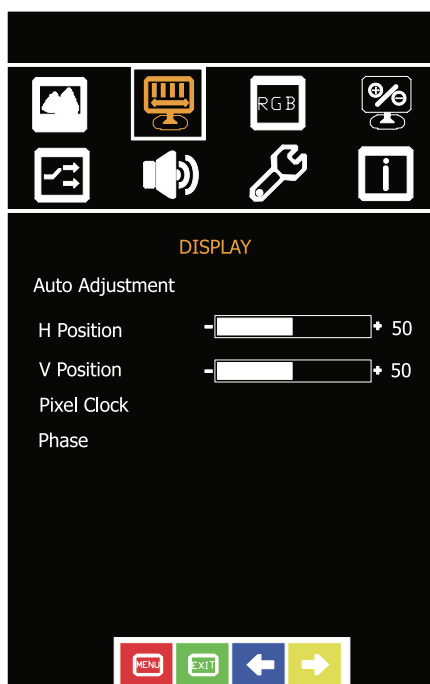 RGB
DISPLAY
Auto Adjustment
H Position - + 50
V Position - + 50
Pixel Clock
Phase
MENU EXIT